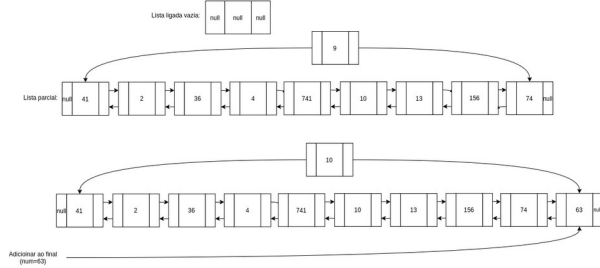 Lista ligada vazia: null null null
9
Lista parcial: null 41 2 36 4 741 10 13 156 74 null
10
null 41 2 36 4 741 10 13 156 74 63 null
Adicioinar ao final
(num=63)